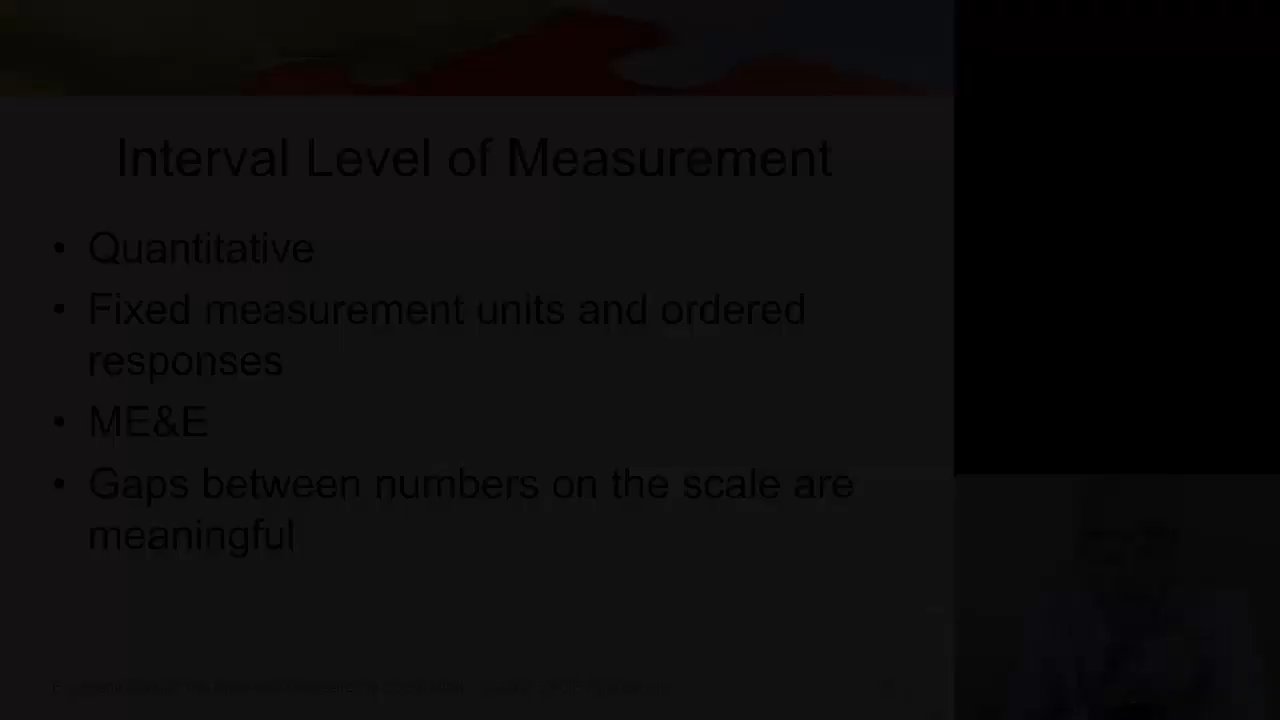 Interval Level of Measurement
• Quantitative
• Fixed measurement units and ordered
responses
• ME&E
• Gaps between numbers on the scale are
meaningful